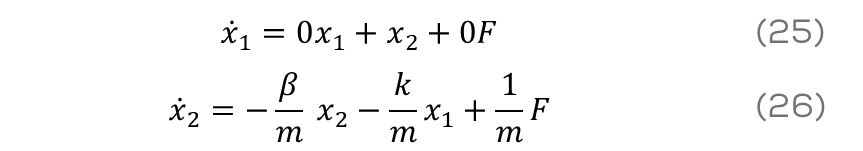 ẋ₁ = 0x₁ + x₂ + 0F (25)
ẋ₂ = −β/m x₂ − k/m x₁ + 1/m F (26)